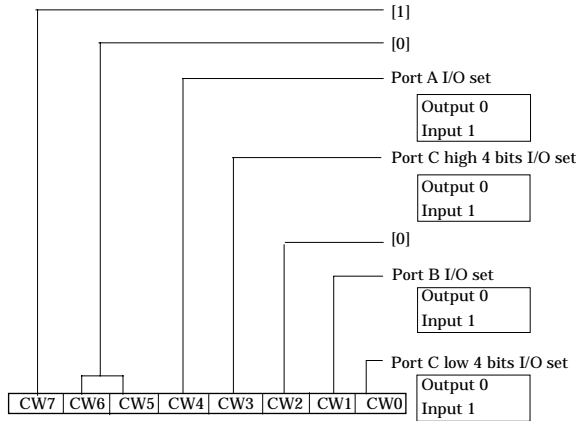 [1]
[0]
Port A I/O set
Output 0
Input 1
Port C high 4 bits I/O set
Output 0
Input 1
[0]
Port B I/O set
Output 0
Input 1
Port C low 4 bits I/O set
Output 0
Input 1
CW7 CW6 CW5 CW4 CW3 CW2 CW1 CW0